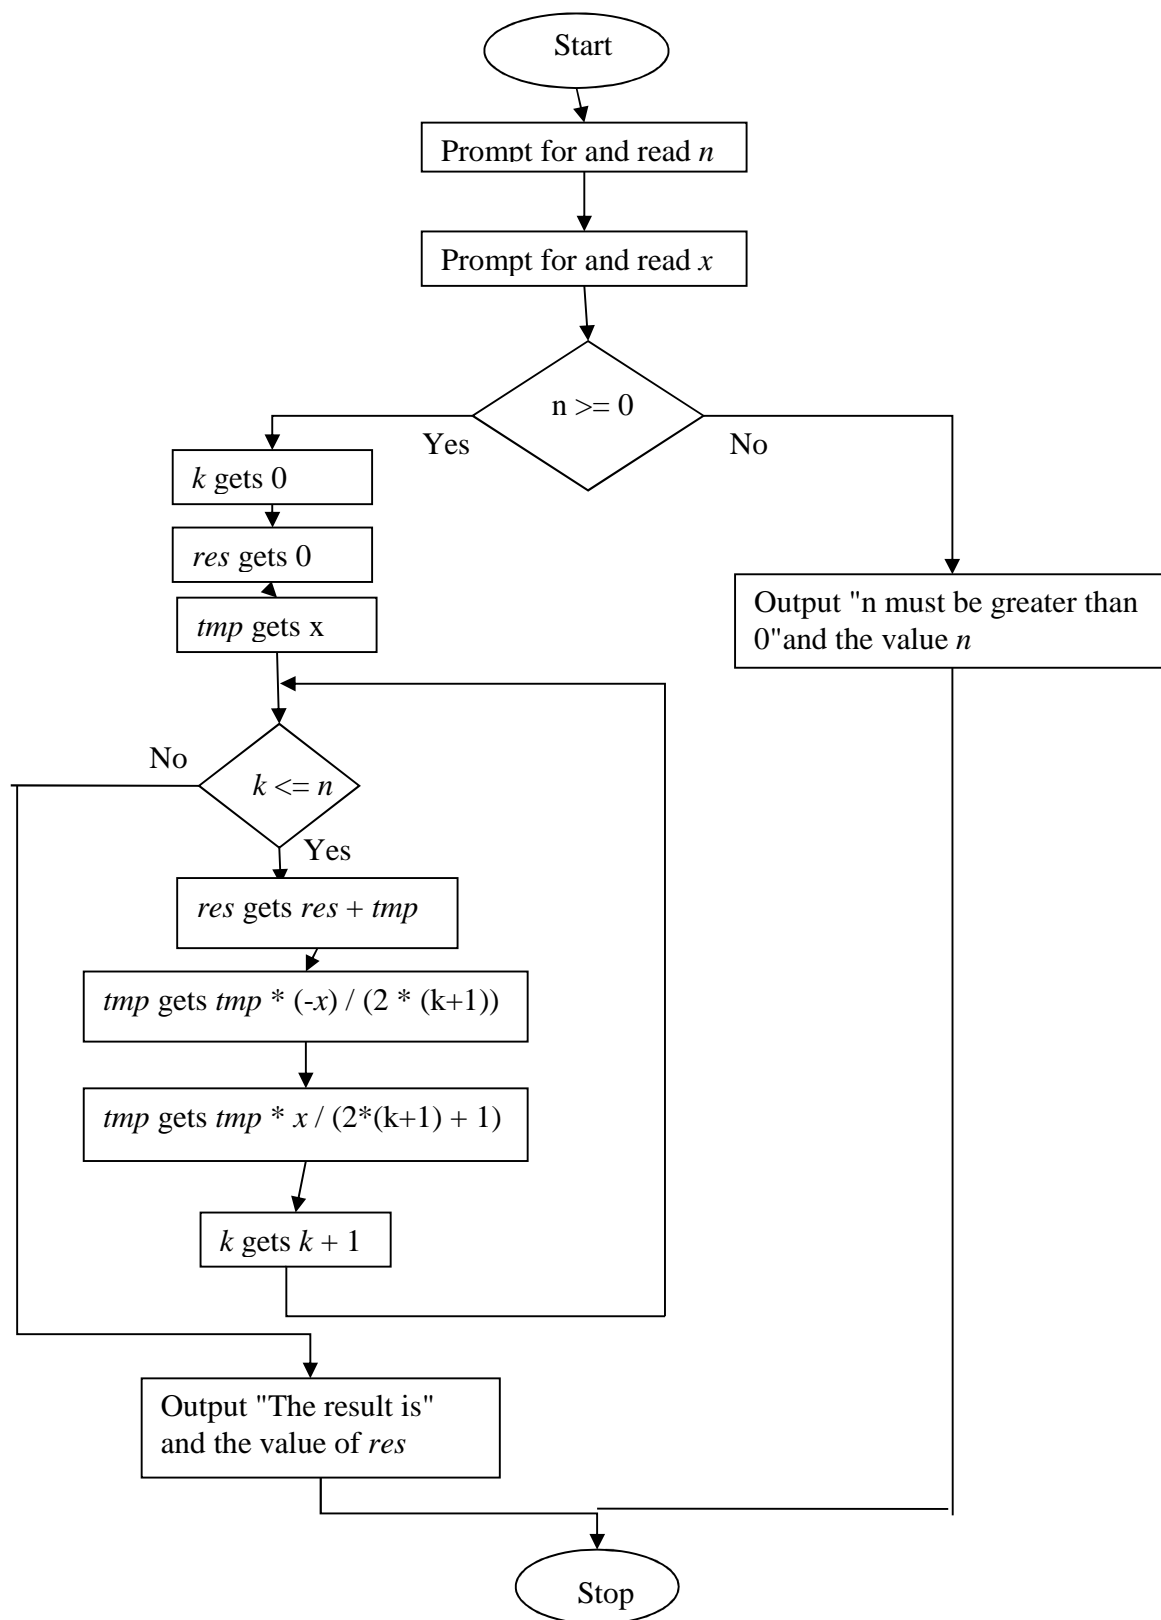 Start
Prompt for and read n
Prompt for and read x
n >= 0
Yes
No
k gets 0
res gets 0
tmp gets x
Output "n must be greater than
0"and the value n
No
k <= n
Yes
res gets res + tmp
tmp gets tmp * (-x) / (2 * (k+1))
tmp gets tmp * x / (2*(k+1) + 1)
k gets k + 1
Output "The result is"
and the value of res
Stop